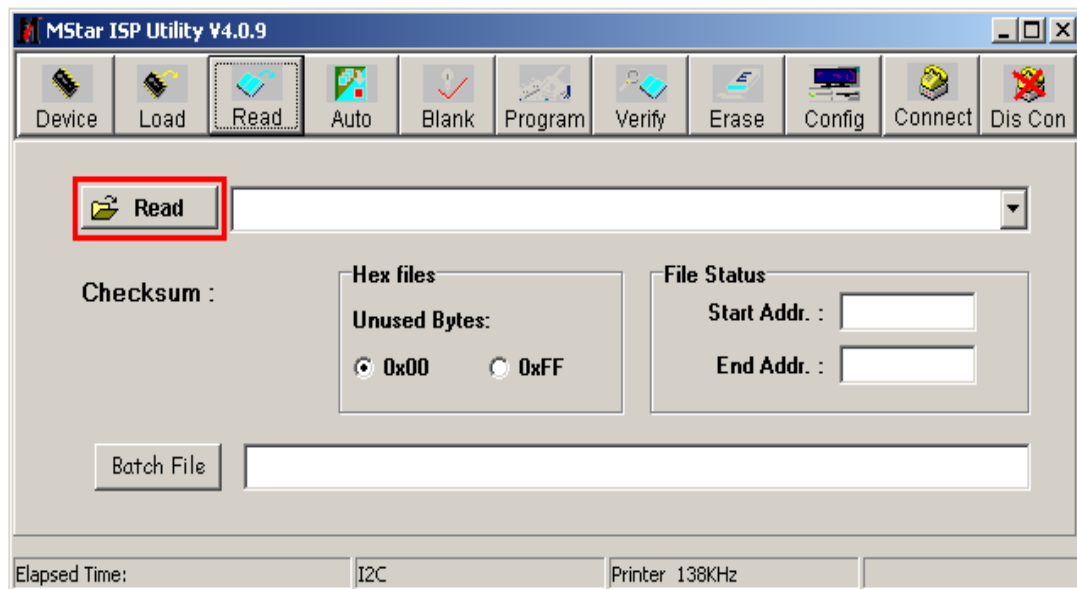 MStar ISP Utility V4.0.9
Device Load Read Auto Blank Program Verify Erase Config Connect Dis Con
Read
Checksum :
Hex files
Unused Bytes:
0x00 0xFF
File Status
Start Addr. :
End Addr. :
Batch File
Elapsed Time: I2C Printer 138KHz